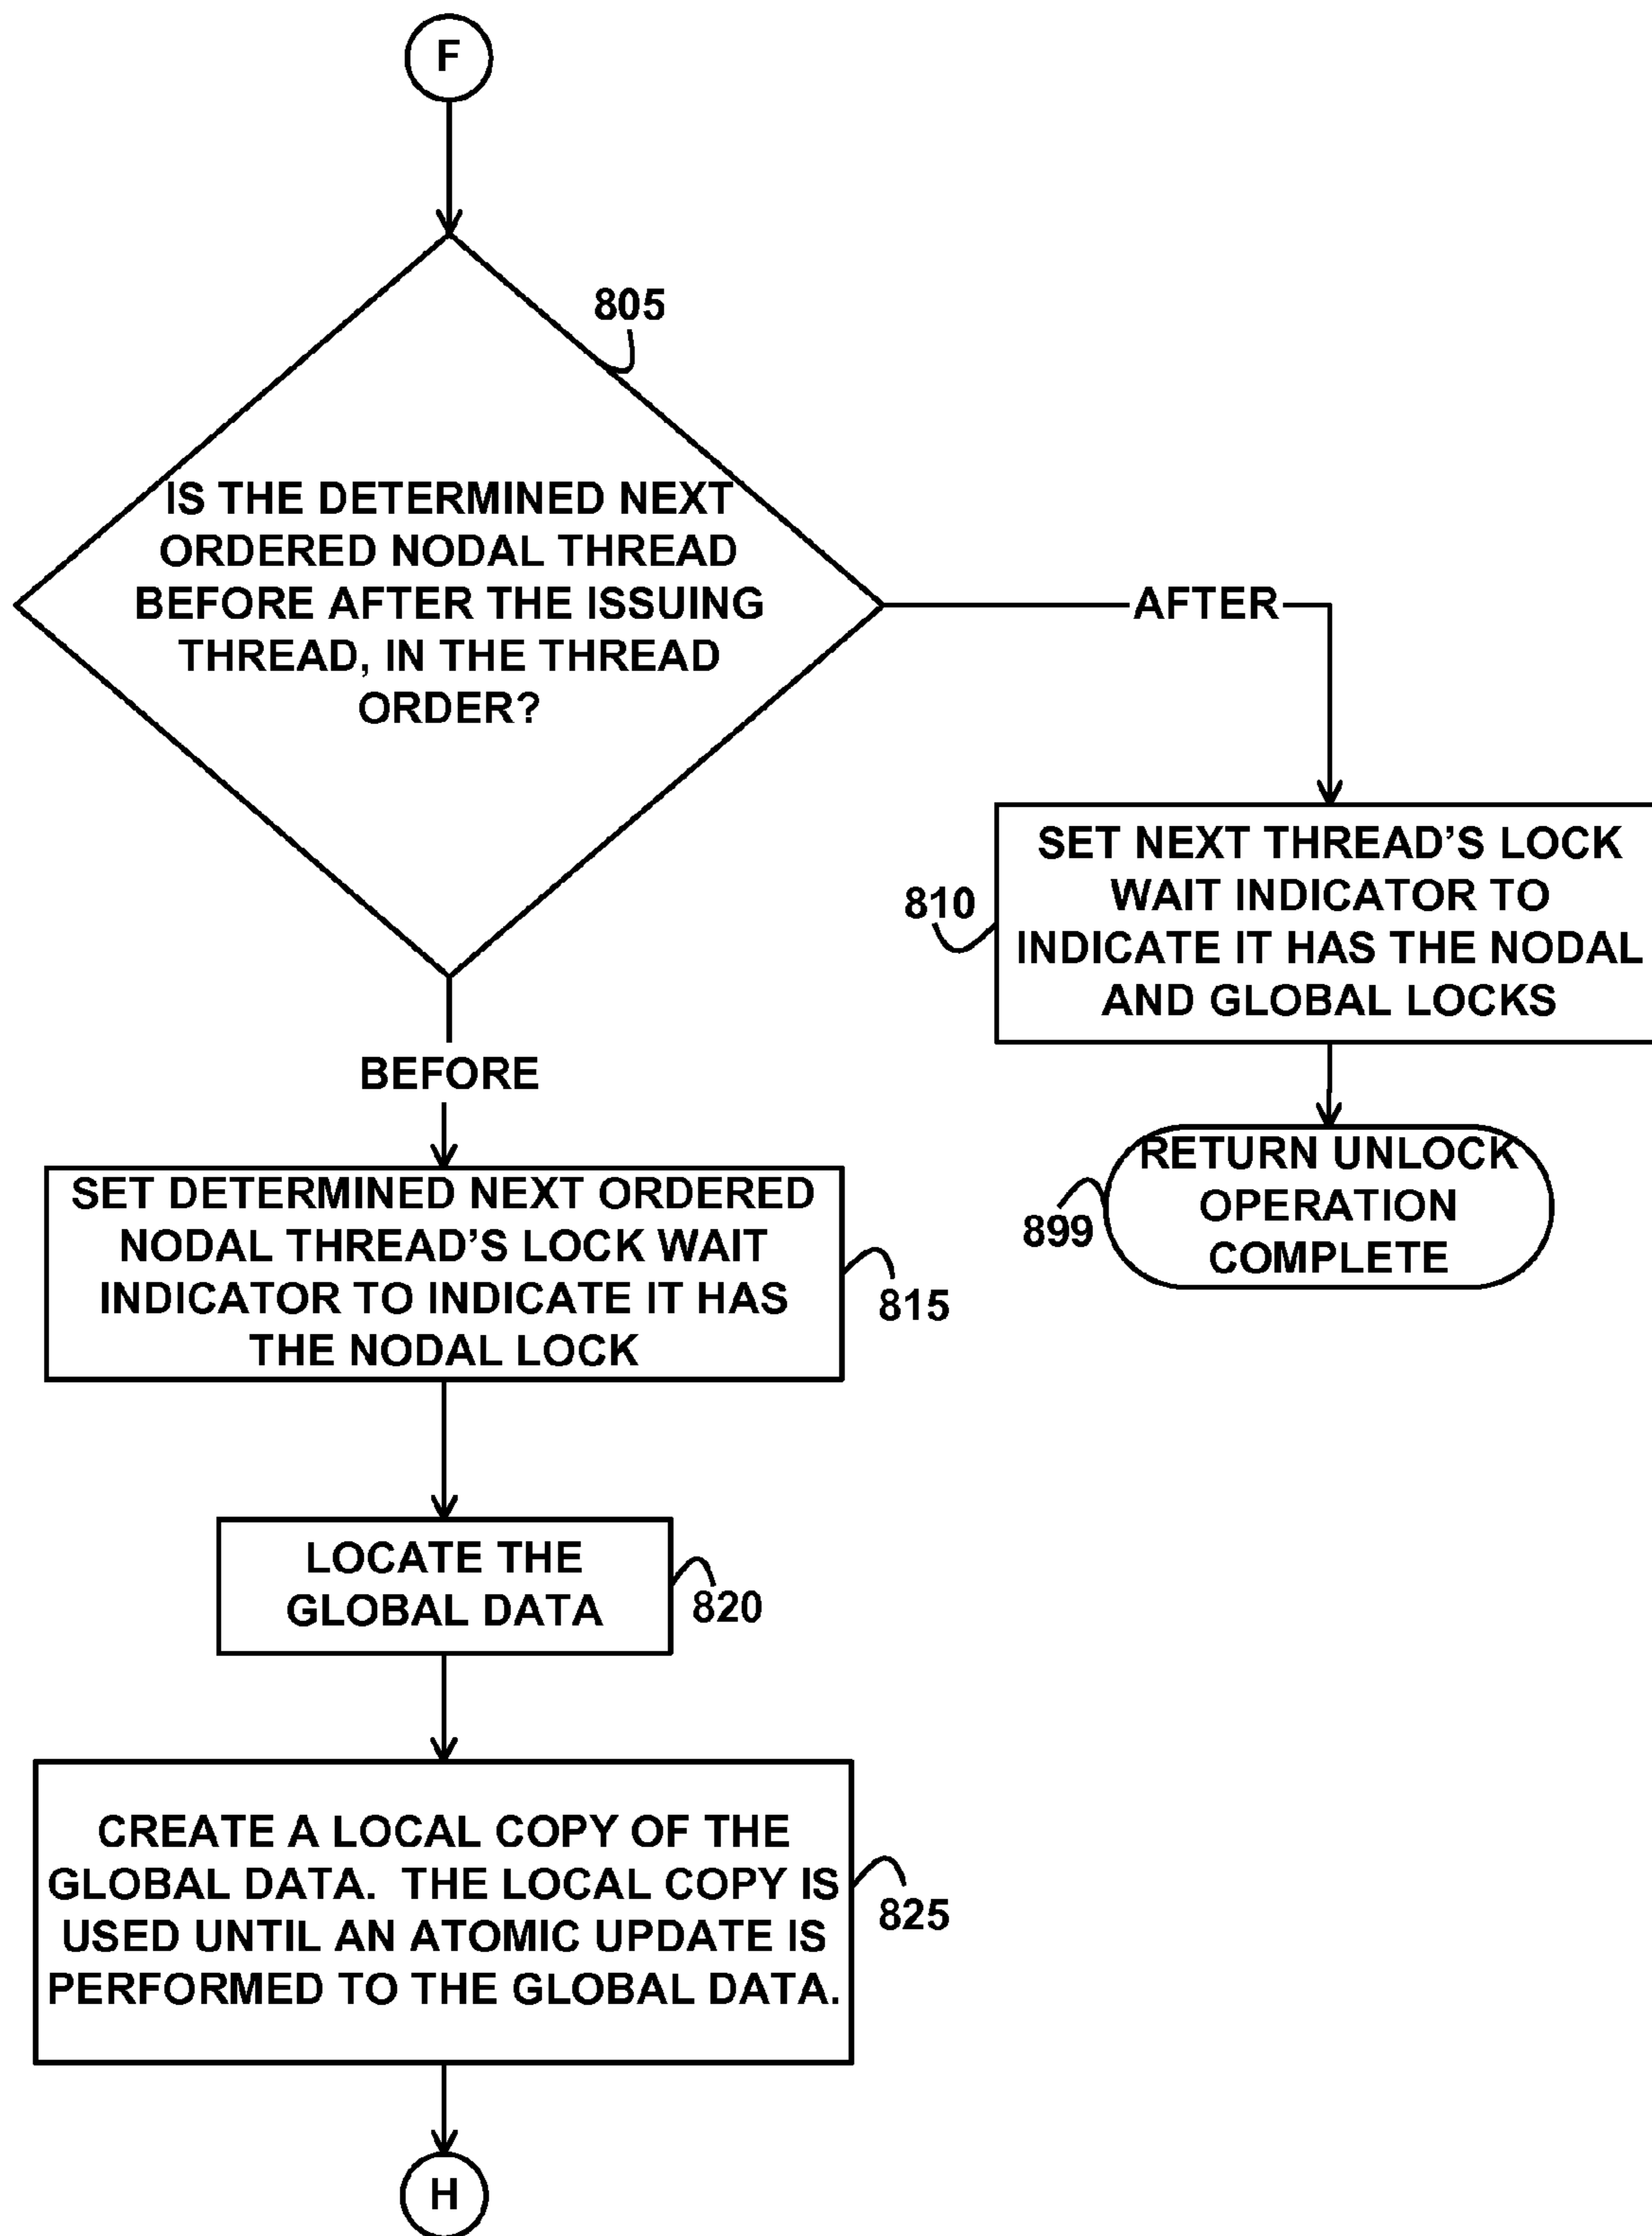 F
805
IS THE DETERMINED NEXT
ORDERED NODAL THREAD
BEFORE AFTER THE ISSUING
THREAD, IN THE THREAD
ORDER?
AFTER
810
SET NEXT THREAD’S LOCK
WAIT INDICATOR TO
INDICATE IT HAS THE NODAL
AND GLOBAL LOCKS
BEFORE
899
RETURN UNLOCK
OPERATION
COMPLETE
SET DETERMINED NEXT ORDERED
NODAL THREAD’S LOCK WAIT
INDICATOR TO INDICATE IT HAS
THE NODAL LOCK
815
LOCATE THE
GLOBAL DATA
820
CREATE A LOCAL COPY OF THE
GLOBAL DATA. THE LOCAL COPY IS
USED UNTIL AN ATOMIC UPDATE IS
PERFORMED TO THE GLOBAL DATA.
825
H